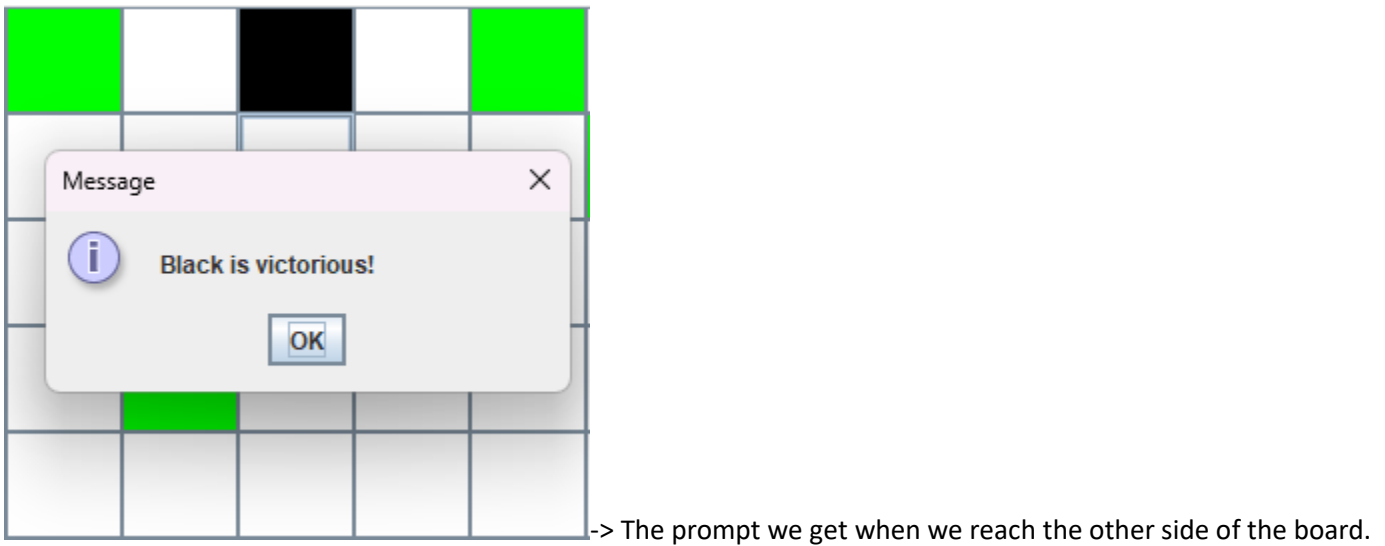 Message
Black is victorious!
OK
-> The prompt we get when we reach the other side of the board.